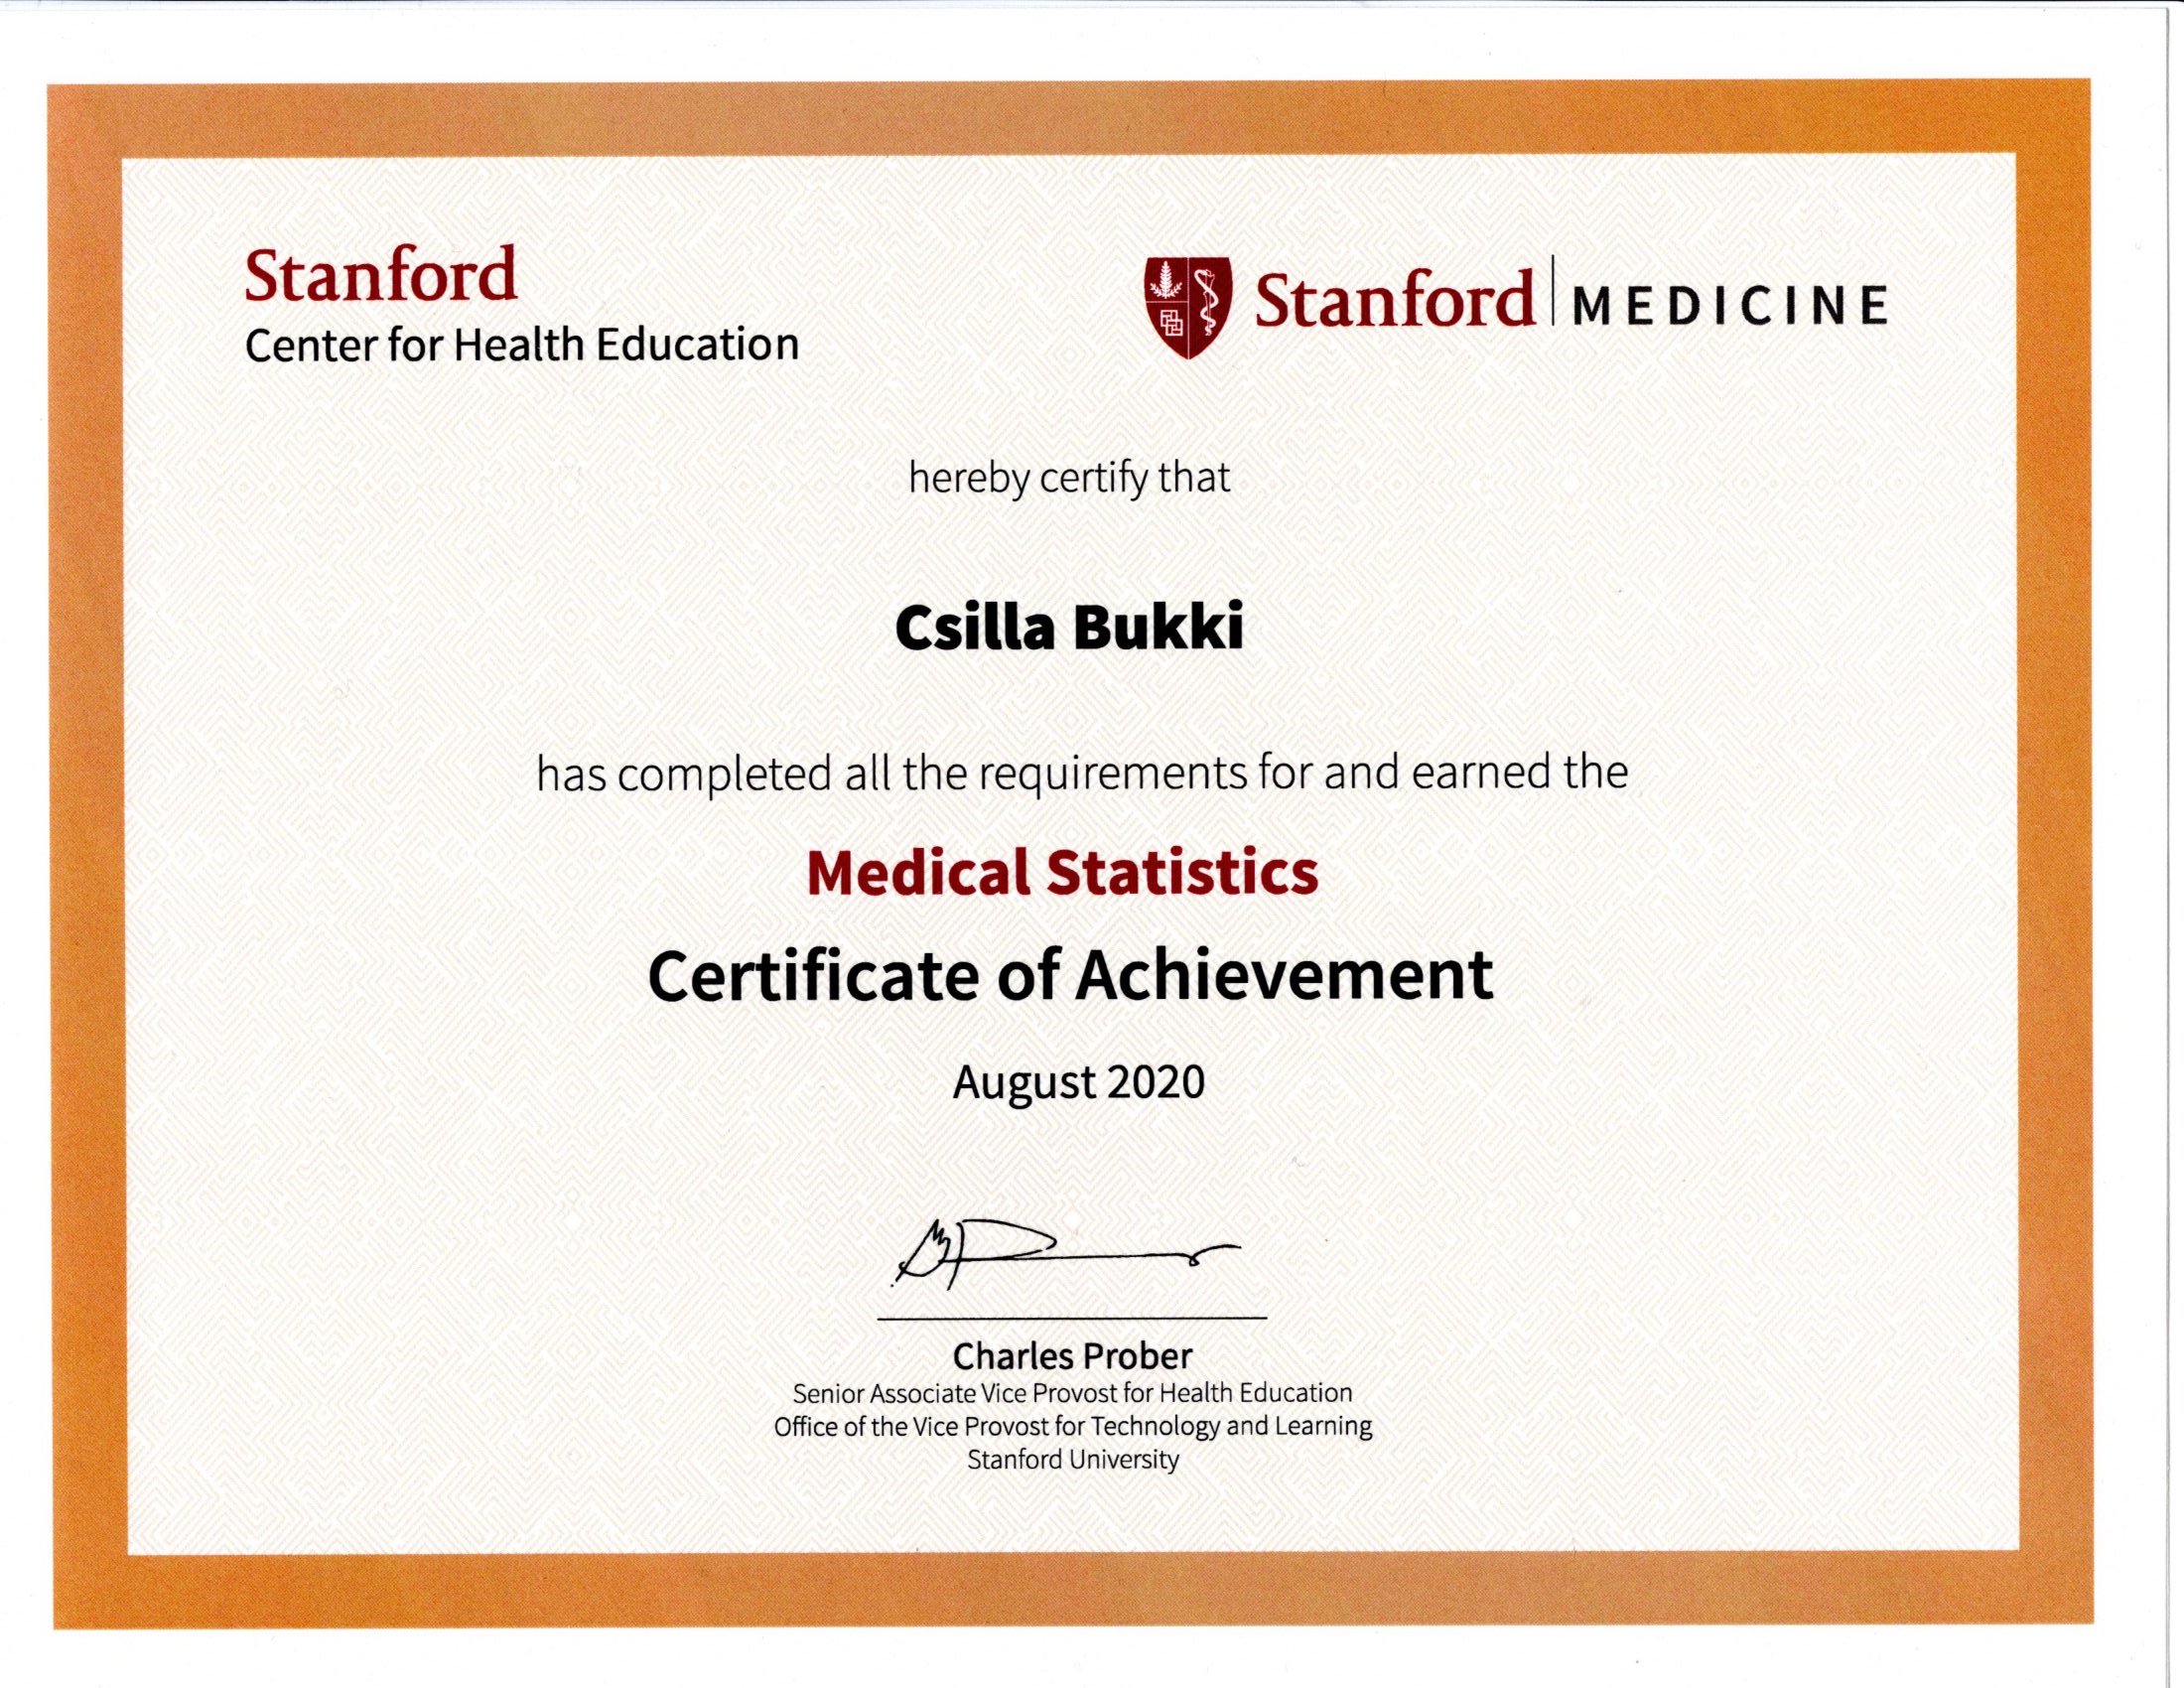 Stanford
Center for Health Education
Stanford MEDICINE
hereby certify that
Csilla Bukki
has completed all the requirements for and earned the
Medical Statistics
Certificate of Achievement
August 2020
Charles Prober
Senior Associate Vice Provost for Health Education
Office of the Vice Provost for Technology and Learning
Stanford University